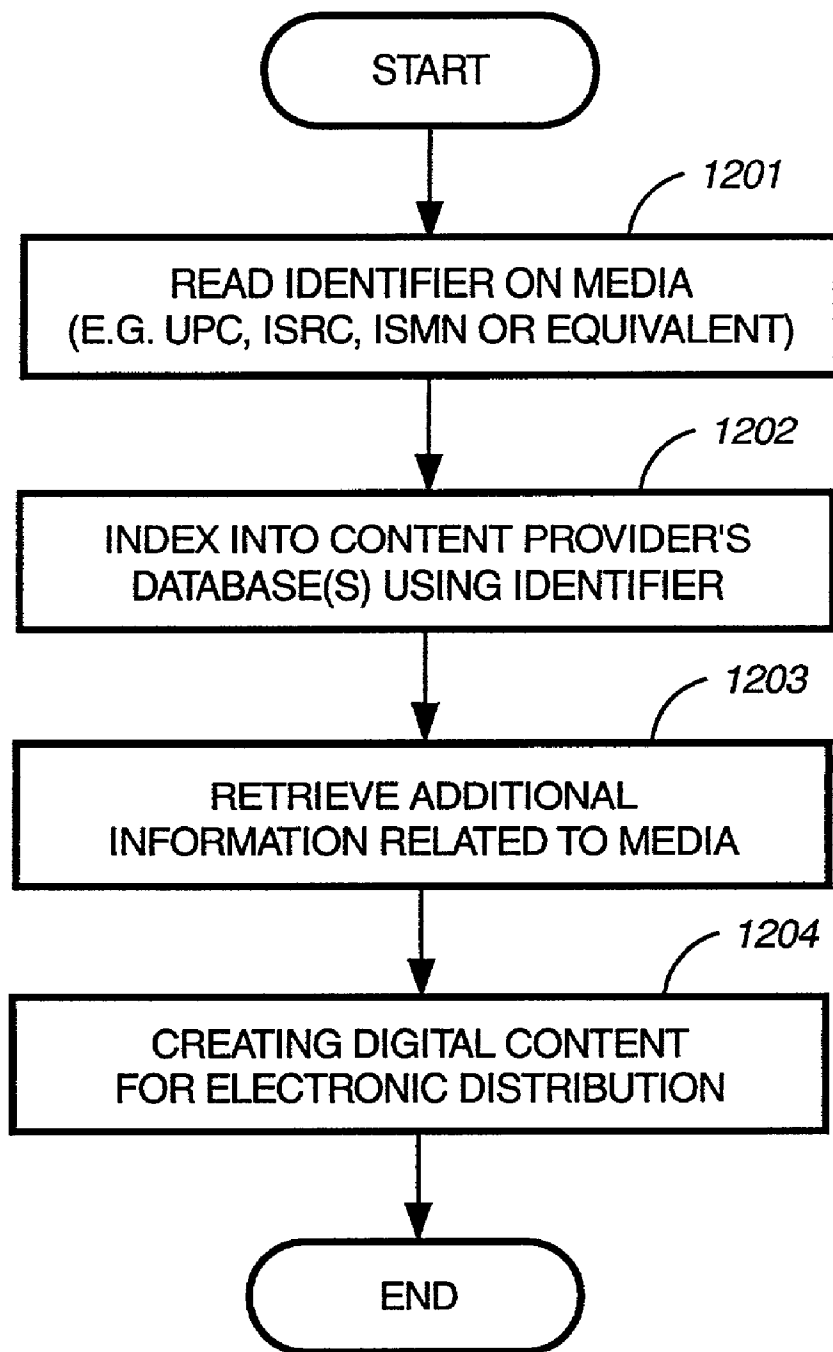 START
1201
READ IDENTIFIER ON MEDIA
(E.G. UPC, ISRC, ISMN OR EQUIVALENT)
1202
INDEX INTO CONTENT PROVIDER'S
DATABASE(S) USING IDENTIFIER
1203
RETRIEVE ADDITIONAL
INFORMATION RELATED TO MEDIA
1204
CREATING DIGITAL CONTENT
FOR ELECTRONIC DISTRIBUTION
END